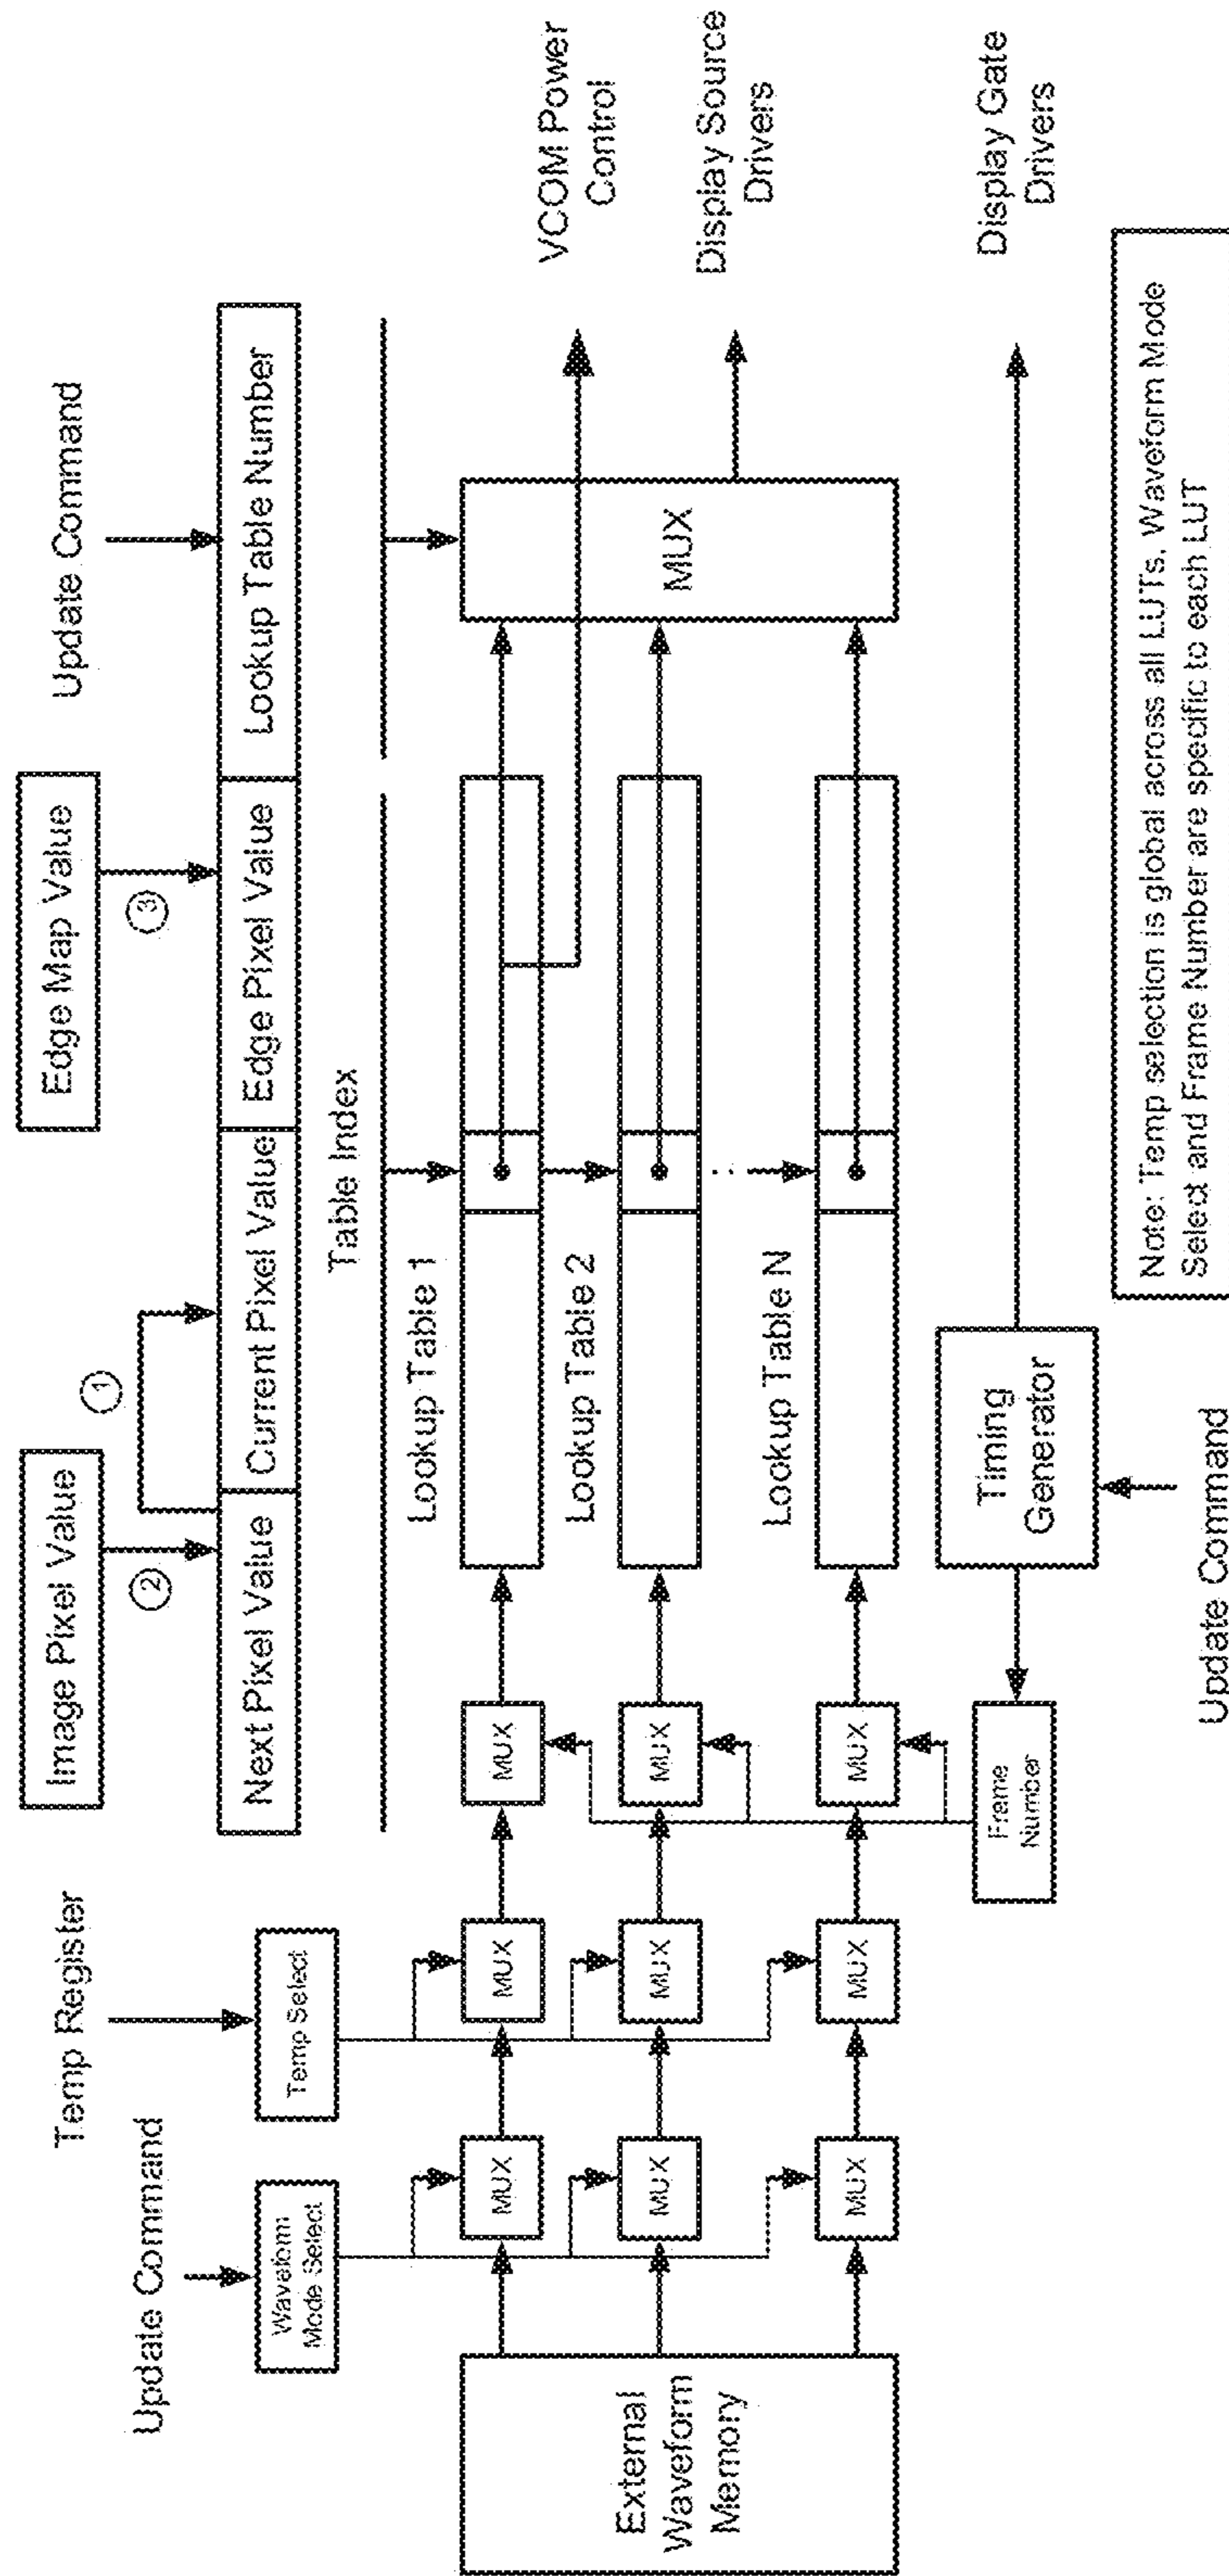 Update Command
Temp Register
Image Pixel Value
Edge Map Value
Update Command
Waveform
Mode Select
Temp Select
2
1
3
Next Pixel Value
Current Pixel Value
Edge Pixel Value
Lookup Table Number
Table Index
External
Waveform
Memory
MUX
MUX
MUX
Lookup Table 1
MUX
MUX
MUX
Lookup Table 2
MUX
MUX
MUX
Lookup Table N
MUX
VCOM Power
Control
Display Source
Drivers
Frame
Number
Timing
Generator
Display Gate
Drivers
Update Command
Note: Temp selection is global across all LUTs, Waveform Mode
Select and Frame Number are specific to each LUT